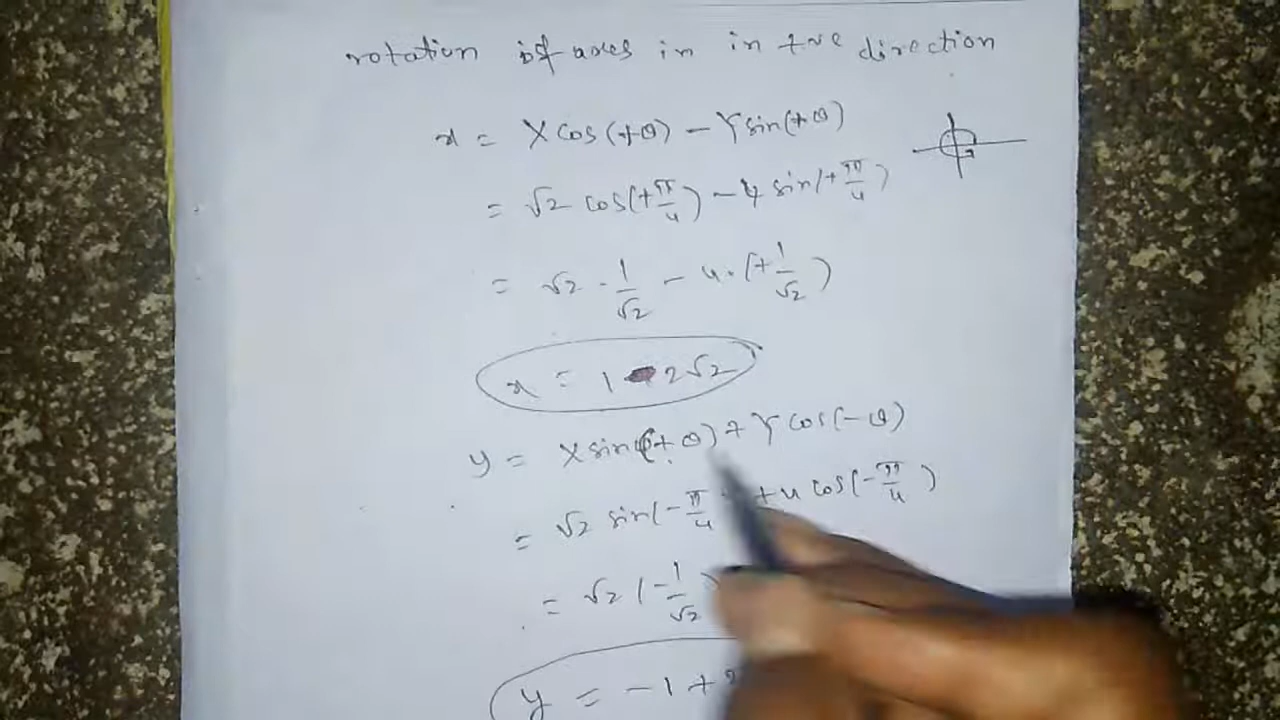 rotation of axes in in +ve direction
x = X cos(+θ) - Y sin(+θ)
= √2 cos(+π/4) - 4 sin(+π/4)
= √2 · 1/√2 - 4 · (+1/√2)
x = 1 - 2√2
y = X sin(+θ) + Y cos(-θ)
= √2 sin(-π/4 + 4 cos(-π/4)
= √2 (-1/√2
y = -1 + 2